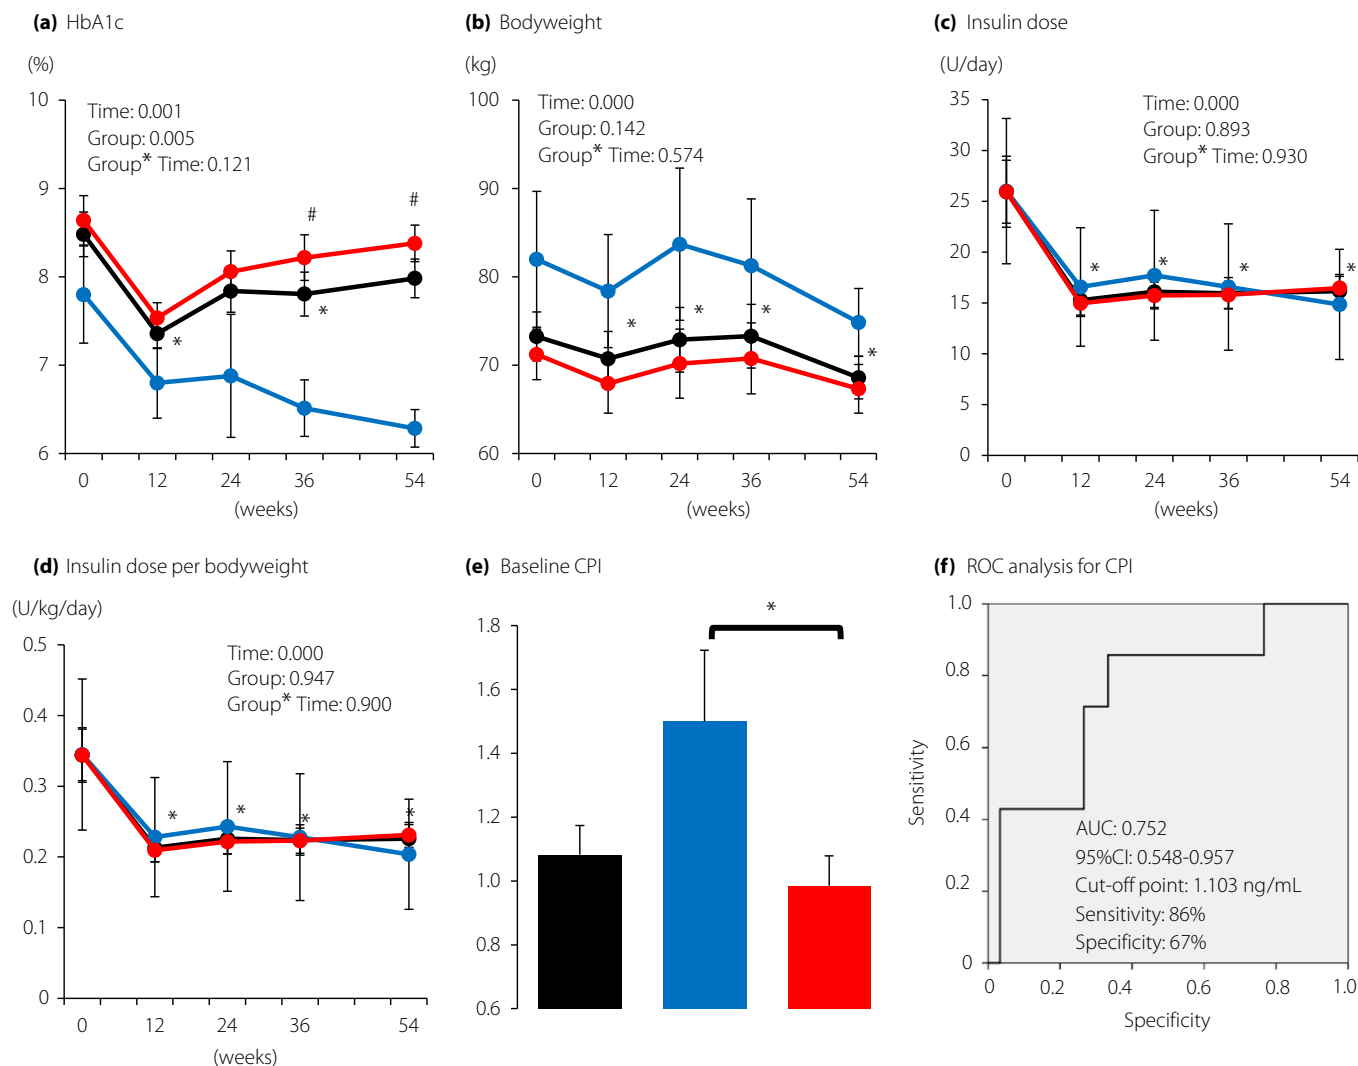 (a) HbA1c
(%)
10
9
8
7
6
Time: 0.001
Group: 0.005
Group* Time: 0.121
#
#
*
*
0 12 24 36 54
(weeks)
(b) Bodyweight
(kg)
100
90
80
70
60
Time: 0.000
Group: 0.142
Group* Time: 0.574
*
*
*
*
0 12 24 36 54
(weeks)
(c) Insulin dose
(U/day)
35
30
25
20
15
10
5
0
Time: 0.000
Group: 0.893
Group* Time: 0.930
*
*
*
*
0 12 24 36 54
(weeks)
(d) Insulin dose per bodyweight
(U/kg/day)
0.5
0.4
0.3
0.2
0.1
0
Time: 0.000
Group: 0.947
Group* Time: 0.900
*
*
*
*
0 12 24 36 54
(weeks)
(e) Baseline CPI
1.8
1.6
1.4
1.2
1.0
0.8
0.6
*
(f) ROC analysis for CPI
1.0
0.8
0.6
0.4
0.2
0
Sensitivity
AUC: 0.752
95%CI: 0.548-0.957
Cut-off point: 1.103 ng/mL
Sensitivity: 86%
Specificity: 67%
0 0.2 0.4 0.6 0.8 1.0
Specificity